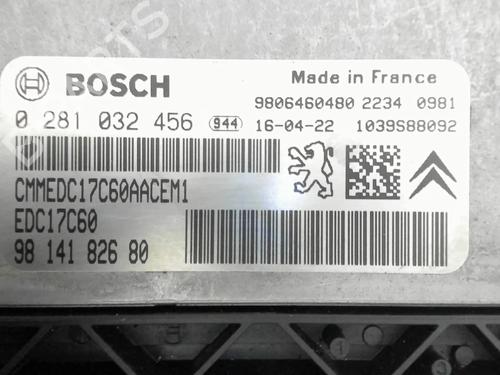 BOSCH
Made in France
9806460480 2234 0981
0 281 032 456 944 16-04-22 1039S88092
CMMEDC17C60AACEM1
EDC17C60
98 141 826 80